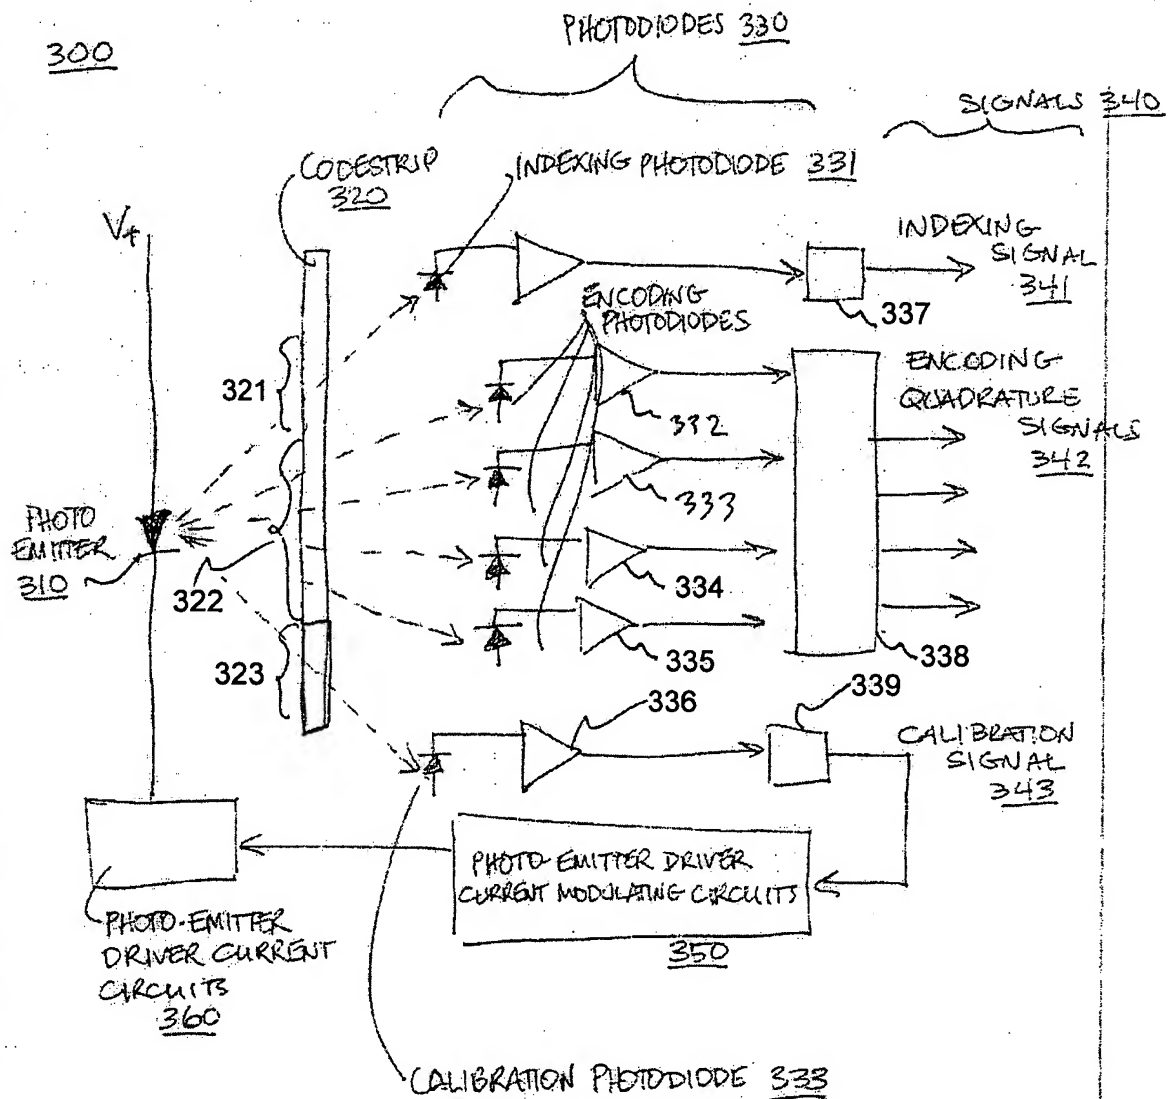 PHOTODIODES 330
300
SIGNALS 340
CODESTRIP
320
INDEXING PHOTODIODE 331
V+
INDEXING
SIGNAL
341
337
ENCODING
PHOTODIODES
321
332
ENCODING
QUADRATURE
SIGNALS
342
333
PHOTO
EMITTER
310
322
334
323
335
338
336
339
CALIBRATION
SIGNAL
343
PHOTO-EMITTER DRIVER
CURRENT MODULATING CIRCUITS
350
PHOTO-EMITTER
DRIVER CURRENT
CIRCUITS
360
CALIBRATION PHOTODIODE 333